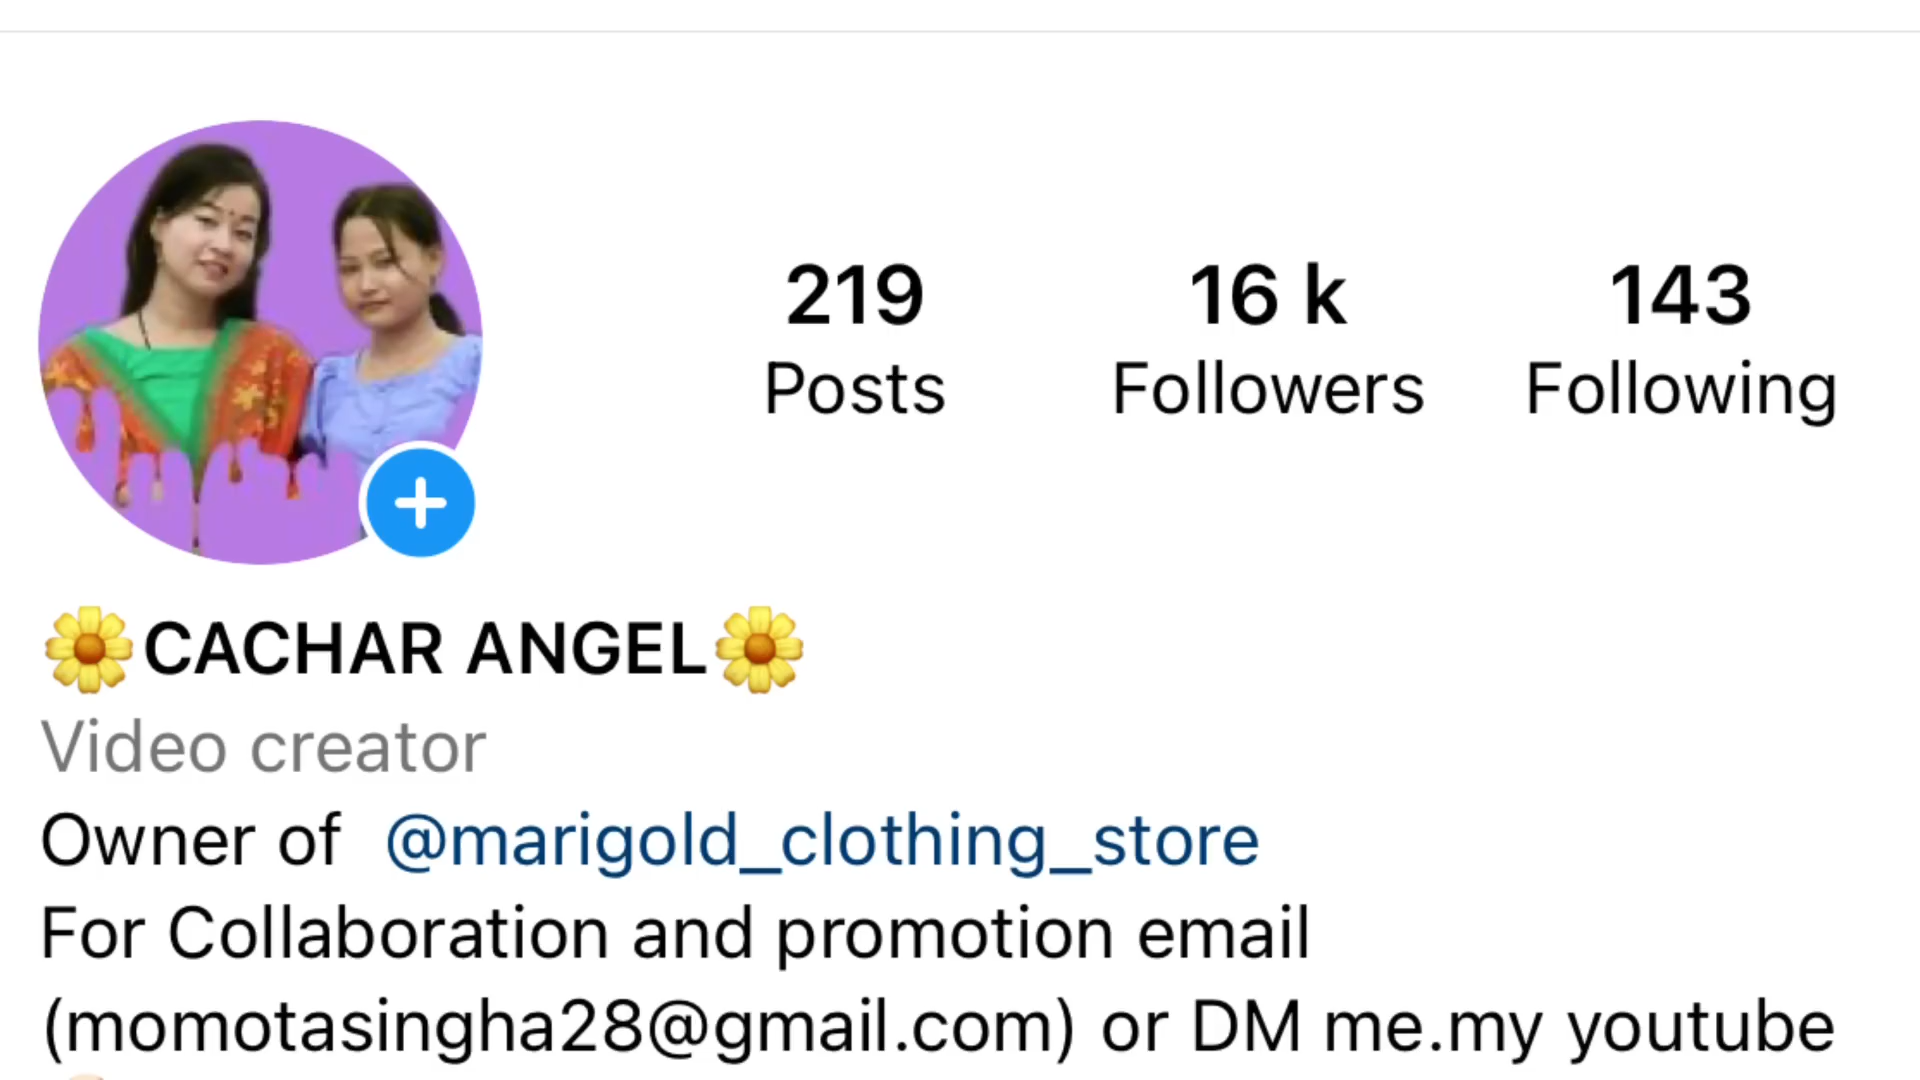 219 16 k 143
Posts Followers Following
🌼CACHAR ANGEL🌼
Video creator
Owner of @marigold_clothing_store
For Collaboration and promotion email
(momotasingha28@gmail.com) or DM me.my youtube